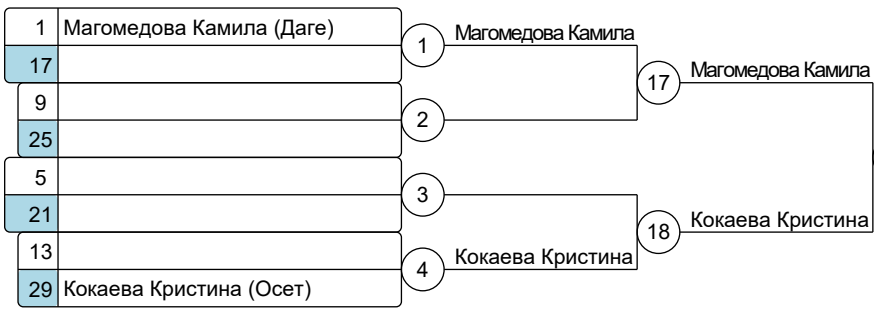 1 Магомедова Камила (Даге)
17
9
25
5
21
13
29 Кокаева Кристина (Осет)
1 Магомедова Камила
2
3
4 Кокаева Кристина
17 Магомедова Камила
18 Кокаева Кристина